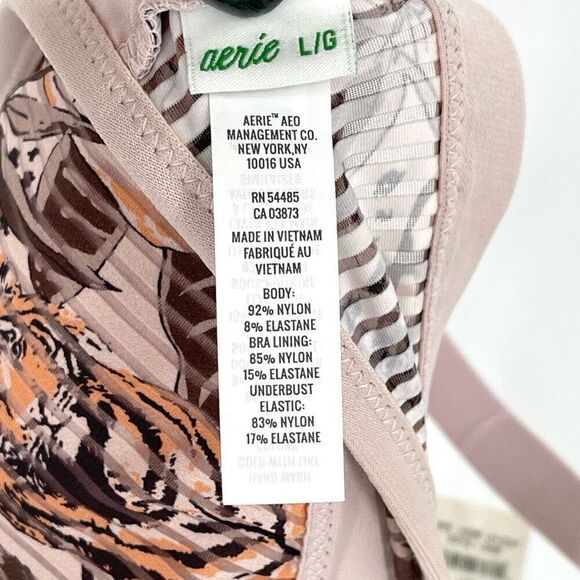 aerie L/G
AERIE™ AEO
MANAGEMENT CO.
NEW YORK,NY
10016 USA
RN 54485
CA 03873
MADE IN VIETNAM
FABRIQUÉ AU
VIETNAM
BODY:
92% NYLON
8% ELASTANE
BRA LINING:
85% NYLON
15% ELASTANE
UNDERBUST
ELASTIC:
83% NYLON
17% ELASTANE